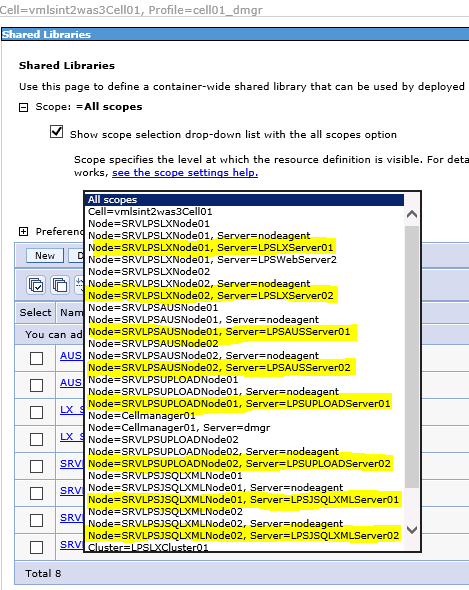 Cell=vmlsint2was3Cell01, Profile=cell01_dmgr
Shared Libraries
Shared Libraries
Use this page to define a container-wide shared library that can be used by deployed
Scope: =All scopes
Show scope selection drop-down list with the all scopes option
Scope specifies the level at which the resource definition is visible. For deta
works, see the scope settings help.
All scopes
Cell=vmlsint2was3Cell01
Node=SRVLPSLXNode01
Node=SRVLPSLXNode01, Server=nodeagent
Node=SRVLPSLXNode01, Server=LPSLXServer01
Node=SRVLPSLXNode01, Server=LPSWebServer2
Node=SRVLPSLXNode02
Node=SRVLPSLXNode02, Server=nodeagent
Node=SRVLPSLXNode02, Server=LPSLXServer02
Node=SRVLPSAUSNode01
Node=SRVLPSAUSNode01, Server=nodeagent
Node=SRVLPSAUSNode01, Server=LPSAUSServer01
Node=SRVLPSAUSNode02
Node=SRVLPSAUSNode02, Server=nodeagent
Node=SRVLPSAUSNode02, Server=LPSAUSServer02
Node=SRVLPSUPLOADNode01
Node=SRVLPSUPLOADNode01, Server=nodeagent
Node=SRVLPSUPLOADNode01, Server=LPSUPLOADServer01
Node=Cellmanager01
Node=Cellmanager01, Server=dmgr
Node=SRVLPSUPLOADNode02
Node=SRVLPSUPLOADNode02, Server=nodeagent
Node=SRVLPSUPLOADNode02, Server=LPSUPLOADServer02
Node=SRVLPSJSQLXMLNode01
Node=SRVLPSJSQLXMLNode01, Server=nodeagent
Node=SRVLPSJSQLXMLNode01, Server=LPSJSQLXMLServer01
Node=SRVLPSJSQLXMLNode02
Node=SRVLPSJSQLXMLNode02, Server=nodeagent
Node=SRVLPSJSQLXMLNode02, Server=LPSJSQLXMLServer02
Cluster=LPSLXCluster01
Preferenc
New D
Select Nam
You can ad
AUS
AUS
LX_S
LX_S
SRVL
SRVL
SRVL
SRVL
Total 8